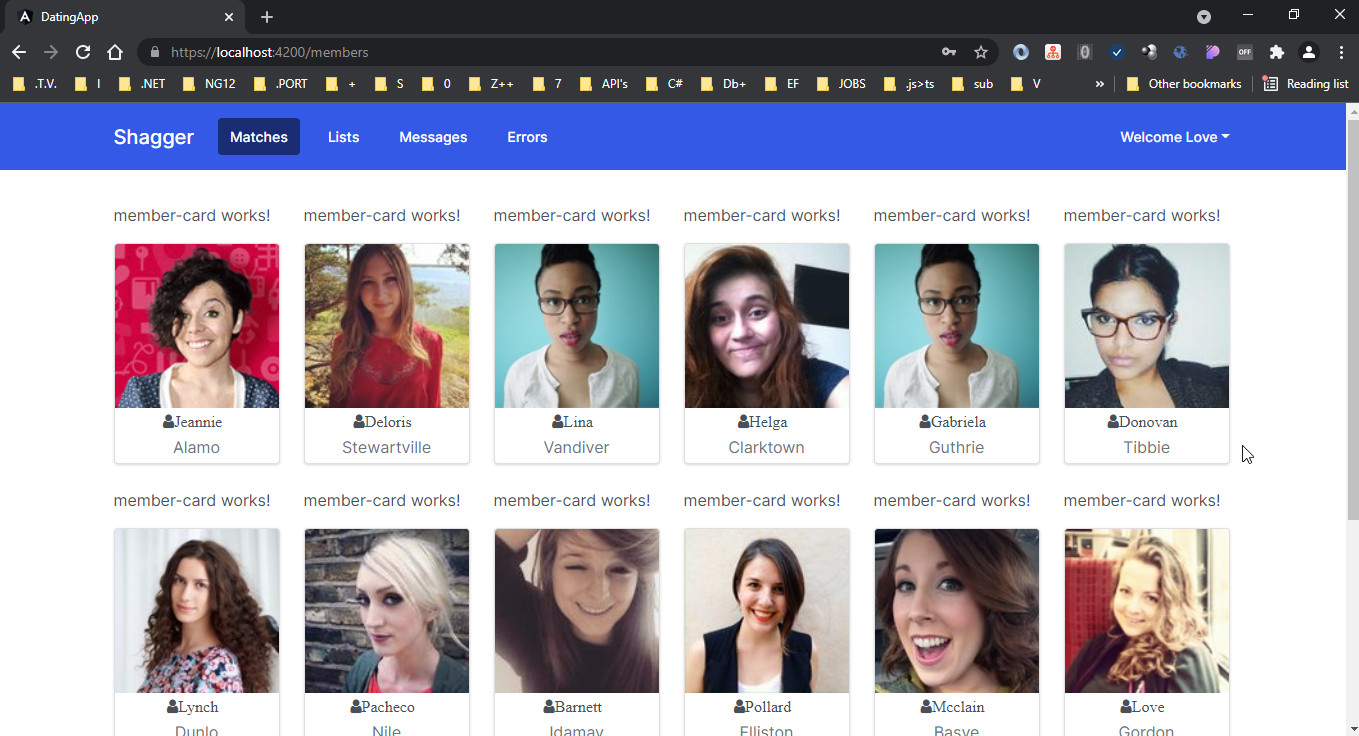 DatingApp
https://localhost:4200/members
OFF
.T.V.
I
.NET
NG12
.PORT
+
S
0
Z++
7
API's
C#
Db+
EF
JOBS
.js>ts
sub
V
»
Other bookmarks
Reading list
Shagger
Matches
Lists
Messages
Errors
Welcome Love
member-card works! member-card works! member-card works! member-card works! member-card works! member-card works!
Jeannie Deloris Lina Helga Gabriela Donovan
Alamo Stewartville Vandiver Clarktown Guthrie Tibbie
member-card works! member-card works! member-card works! member-card works! member-card works! member-card works!
Lynch Pacheco Barnett Pollard Mcclain Love
Dunlo Nile Idamay Elliston Basye Gordon